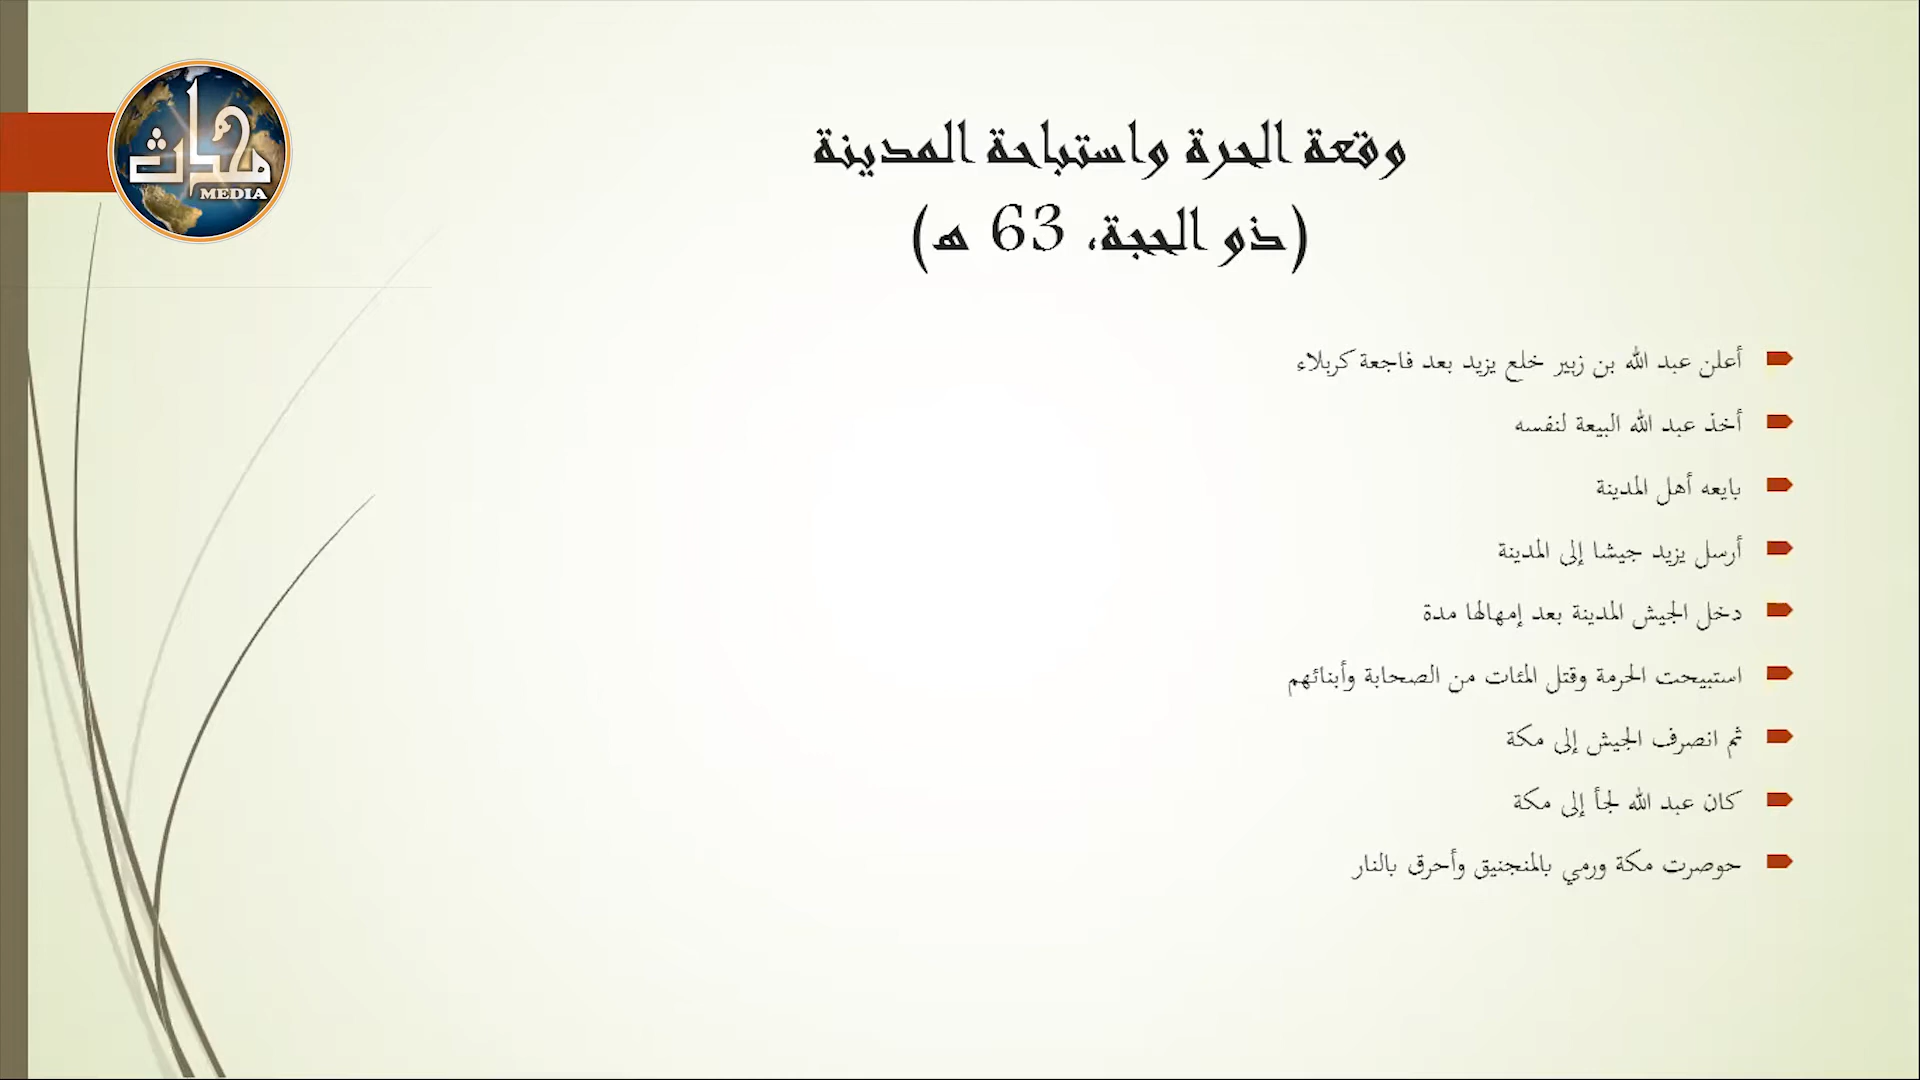 هدهد
MEDIA
وقعة الحرة واستباحة المدينة
(ذو الحجة، 63 ه)
أعلن عبد الله بن زبير خلع يزيد بعد فاجعة كربلاء
أخذ عبد الله البيعة لنفسه
بايعه أهل المدينة
أرسل يزيد جيشا إلى المدينة
دخل الجيش المدينة بعد إمهالها مدة
استبيحت الحرمة وقتل المئات من الصحابة وأبنائهم
ثم انصرف الجيش إلى مكة
كان عبد الله لجأ إلى مكة
حوصرت مكة ورمي بالمنجنيق وأحرق بالنار